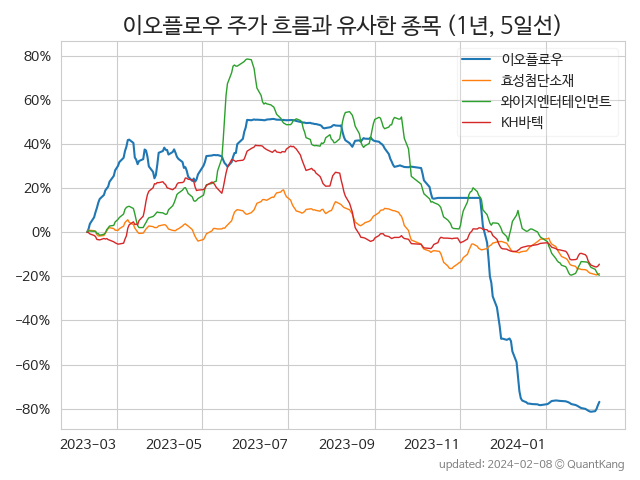 이오플로우 주가 흐름과 유사한 종목 (1년, 5일선)
이오플로우
효성첨단소재
와이지엔터테인먼트
KH바텍
80%
60%
40%
20%
0%
−20%
−40%
−60%
−80%
2023-03 2023-05 2023-07 2023-09 2023-11 2024-01
updated: 2024-02-08 © QuantKang